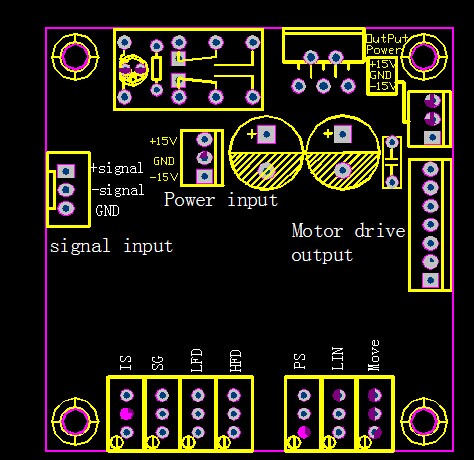 OutPut
Power
+15V
GND
-15V
+15V
GND
-15V
+
+
+signal
-signal
GND
Power input
signal input
Motor drive
output
IS
SG
LFD
HFD
PS
LIN
Move